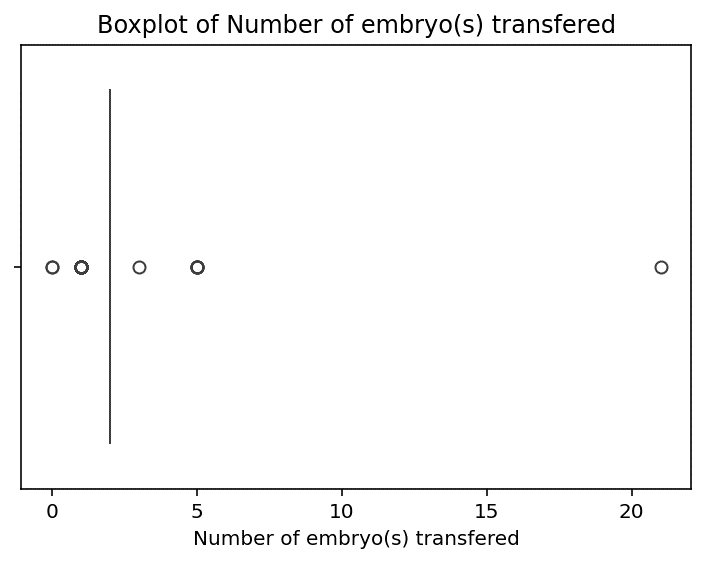 Boxplot of Number of embryo(s) transfered
0 5 10 15 20
Number of embryo(s) transfered